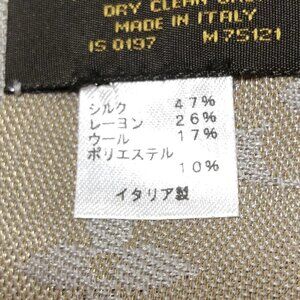 DRY CLEAN ONLY
MADE IN ITALY
IS 0197 M75121
シルク 47%
レーヨン 26%
ウール 17%
ポリエステル
10%
イタリア製